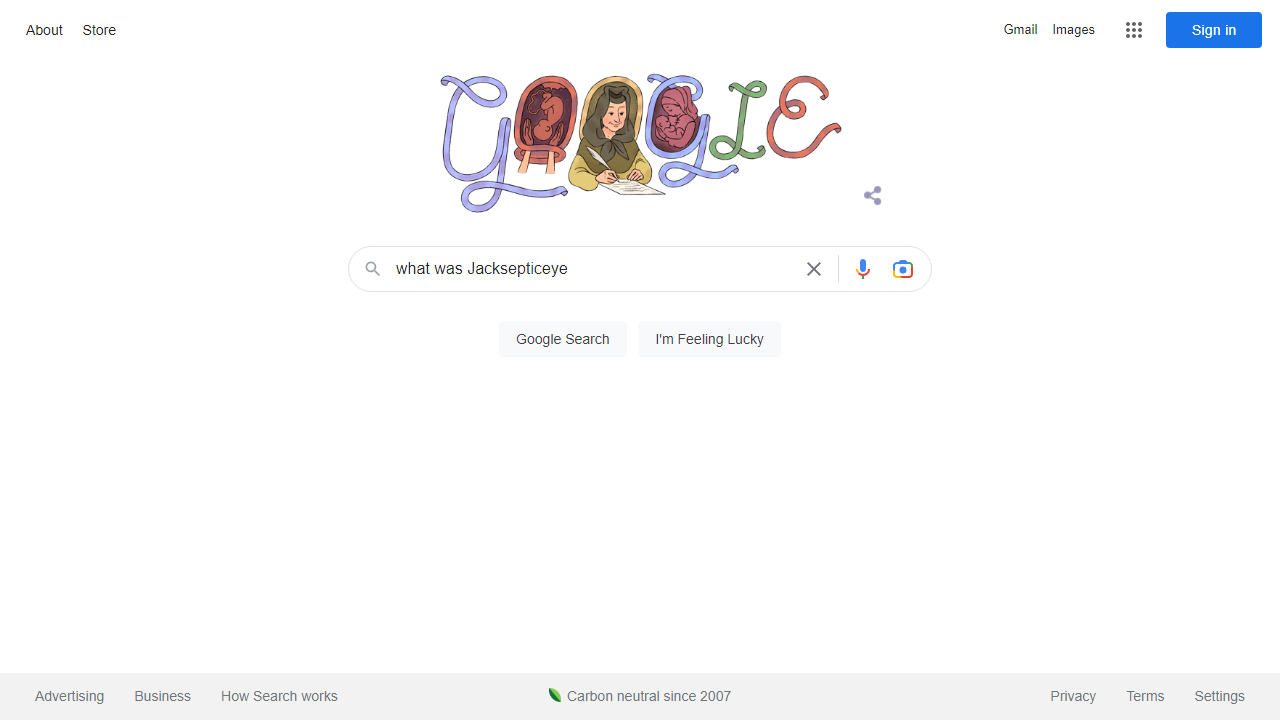 About Store Gmail Images Sign in
Google
what was Jacksepticeye
Google Search I'm Feeling Lucky
Advertising Business How Search works Carbon neutral since 2007 Privacy Terms Settings